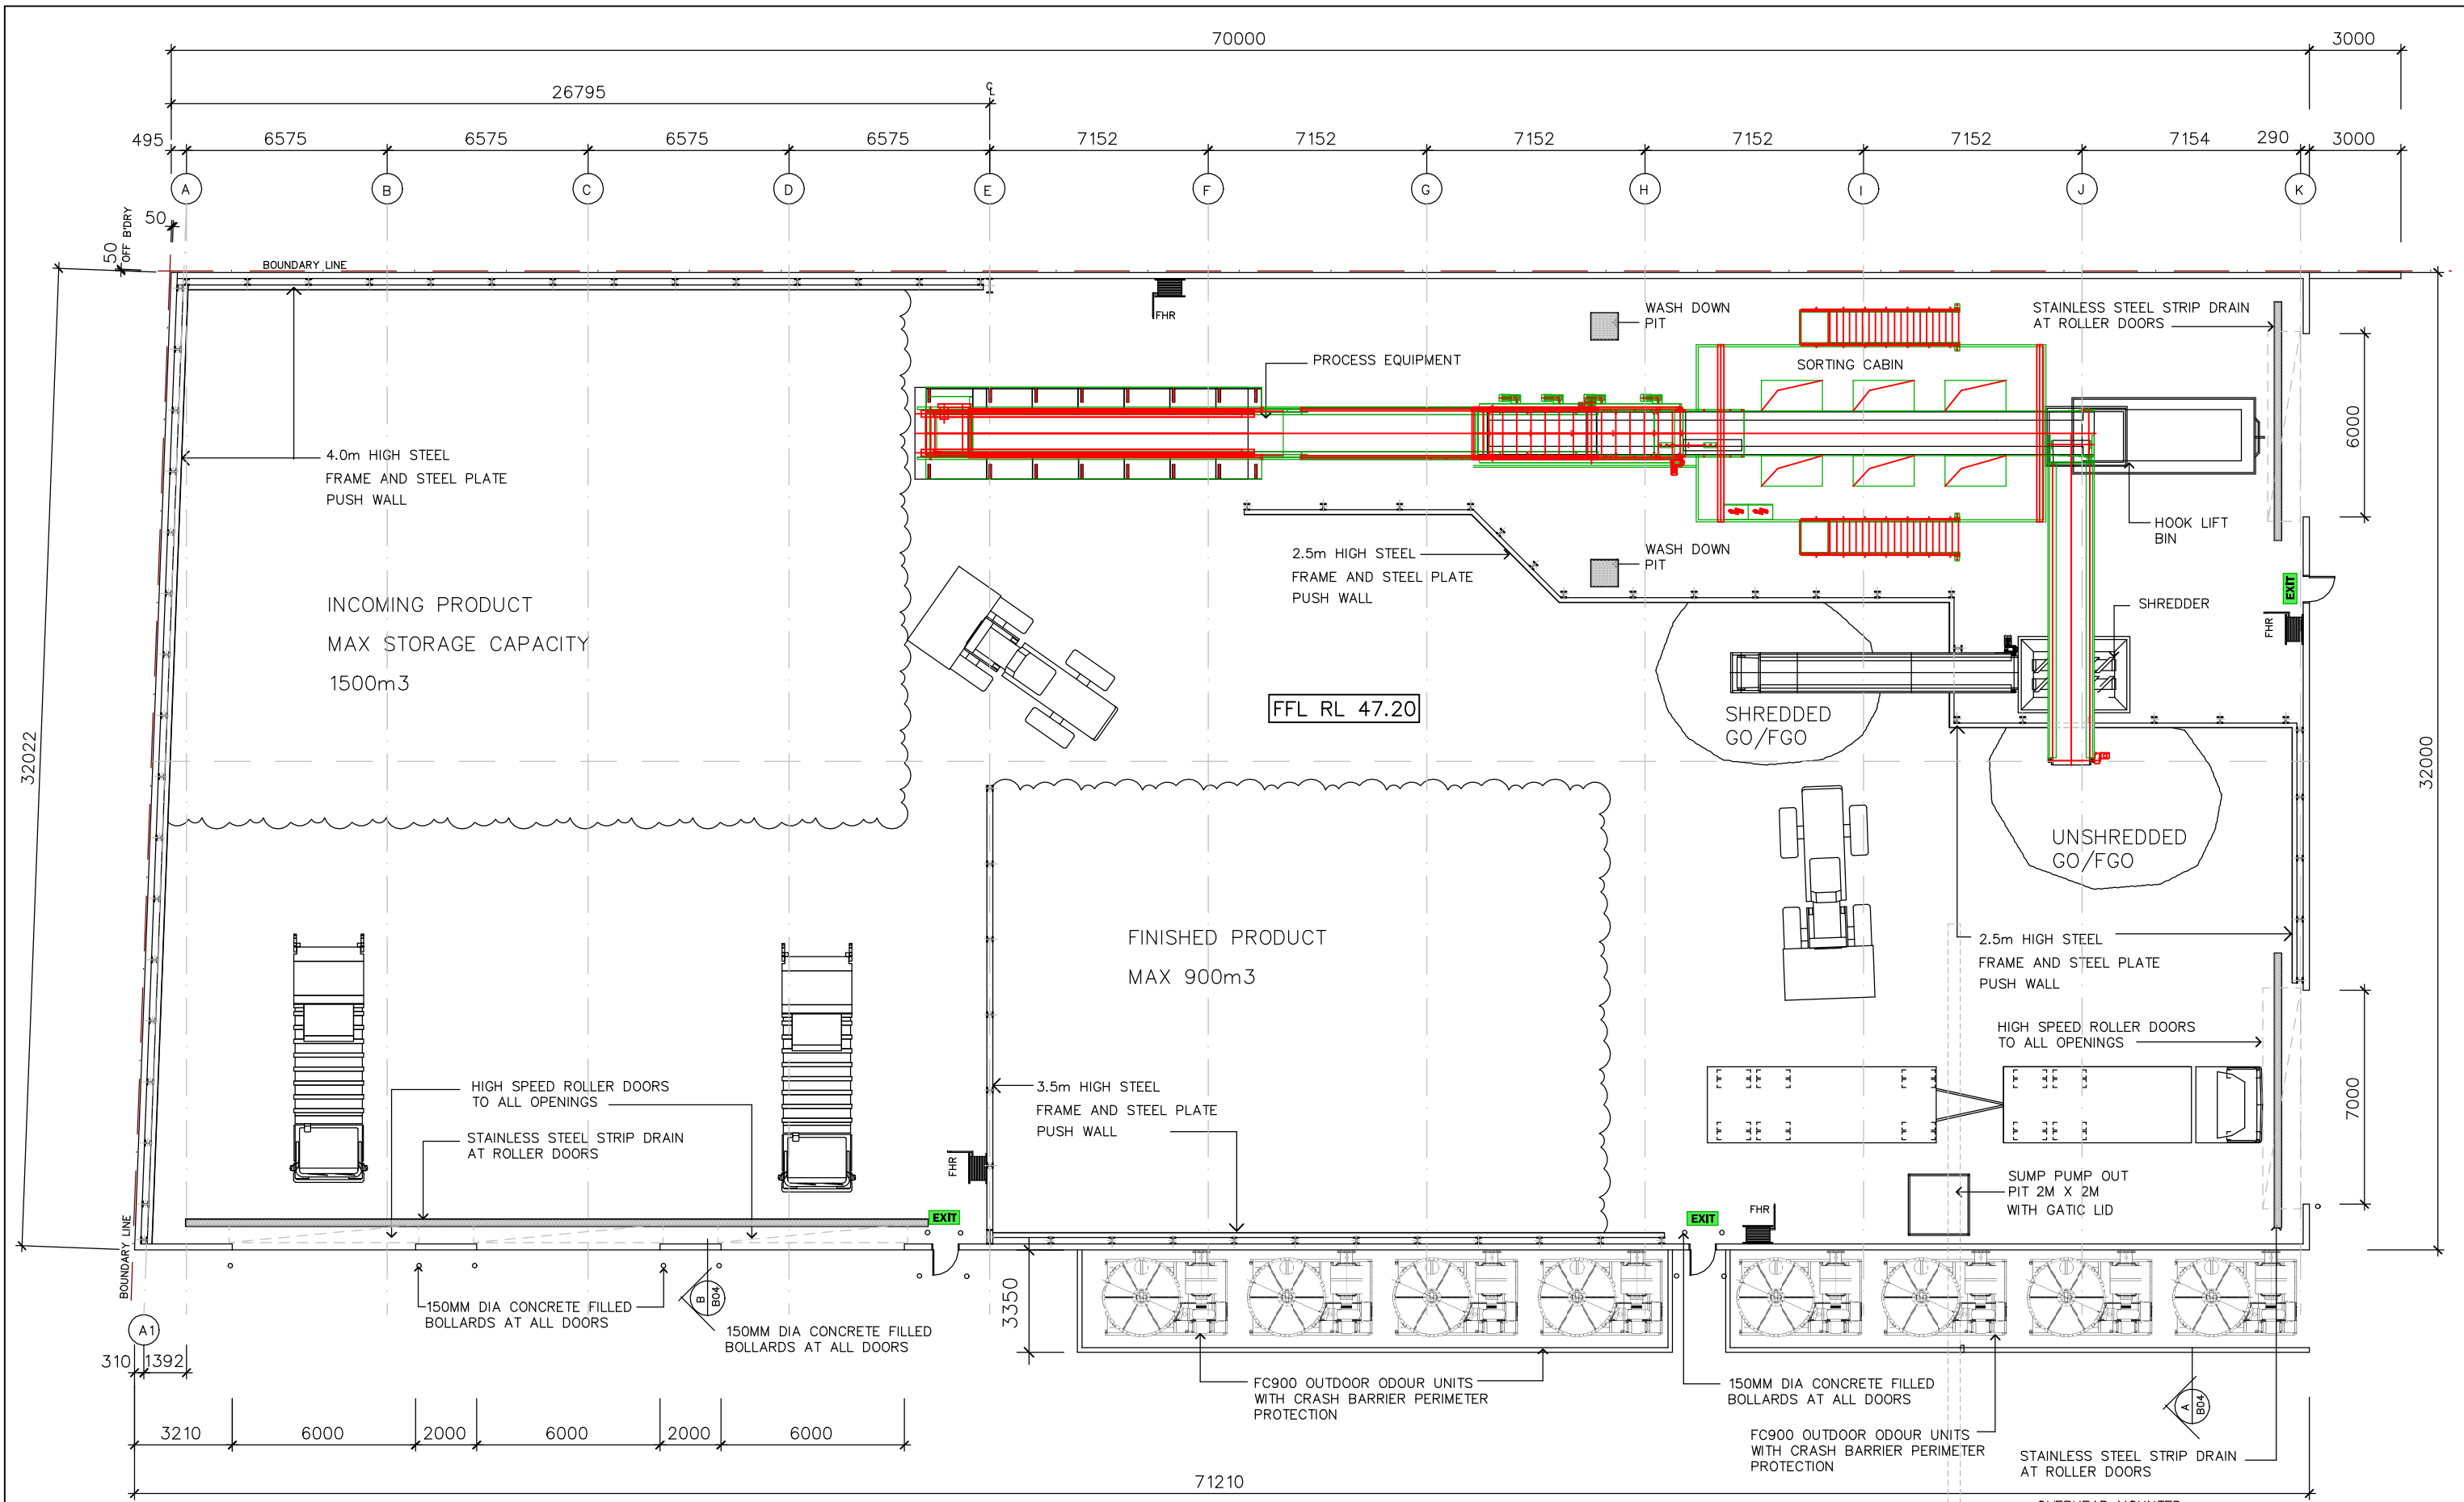 70000
3000
26795
℄
495
6575
6575
6575
6575
7152
7152
7152
7152
7152
7154
290
3000
A
B
C
D
E
F
G
H
I
J
K
50
50
OFF B'DRY
BOUNDARY LINE
FHR
WASH DOWN
PIT
STAINLESS STEEL STRIP DRAIN
AT ROLLER DOORS
PROCESS EQUIPMENT
SORTING CABIN
6000
4.0m HIGH STEEL
FRAME AND STEEL PLATE
PUSH WALL
HOOK LIFT
BIN
2.5m HIGH STEEL
FRAME AND STEEL PLATE
PUSH WALL
WASH DOWN
PIT
EXIT
SHREDDER
FHR
INCOMING PRODUCT
MAX STORAGE CAPACITY
1500m3
FFL RL 47.20
SHREDDED
GO/FGO
32022
32000
UNSHREDDED
GO/FGO
FINISHED PRODUCT
MAX 900m3
2.5m HIGH STEEL
FRAME AND STEEL PLATE
PUSH WALL
HIGH SPEED ROLLER DOORS
TO ALL OPENINGS
7000
HIGH SPEED ROLLER DOORS
TO ALL OPENINGS
3.5m HIGH STEEL
FRAME AND STEEL PLATE
PUSH WALL
STAINLESS STEEL STRIP DRAIN
AT ROLLER DOORS
FHR
SUMP PUMP OUT
PIT 2M X 2M
WITH GATIC LID
EXIT
EXIT
FHR
BOUNDARY LINE
3350
150MM DIA CONCRETE FILLED
BOLLARDS AT ALL DOORS
B
B04
150MM DIA CONCRETE FILLED
BOLLARDS AT ALL DOORS
A1
310
1392
FC900 OUTDOOR ODOUR UNITS
WITH CRASH BARRIER PERIMETER
PROTECTION
150MM DIA CONCRETE FILLED
BOLLARDS AT ALL DOORS
A
B04
3210
6000
2000
6000
2000
6000
FC900 OUTDOOR ODOUR UNITS
WITH CRASH BARRIER PERIMETER
PROTECTION
STAINLESS STEEL STRIP DRAIN
AT ROLLER DOORS
71210
OVERHEAD MOUNTED